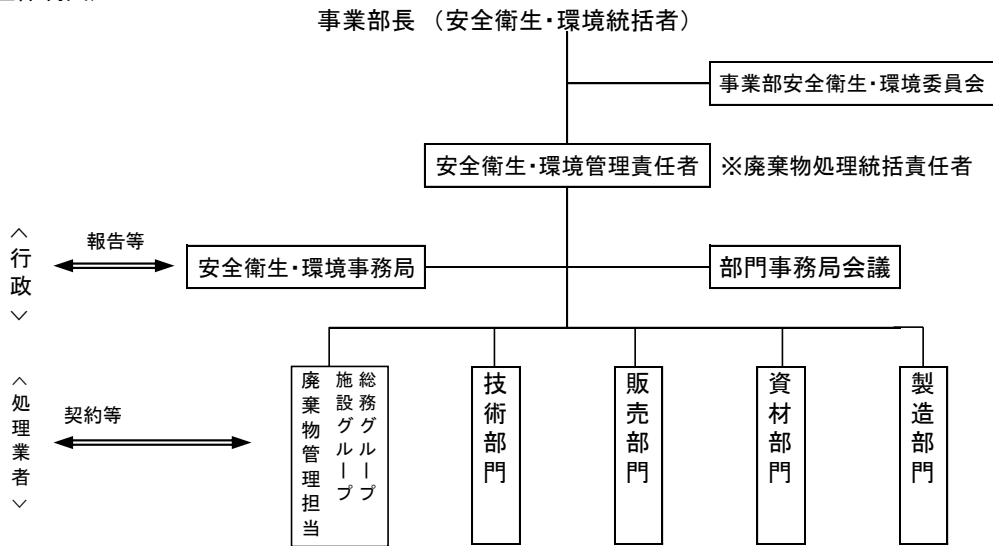 事業部長 （安全衛生・環境統括者）
事業部安全衛生・環境委員会
安全衛生・環境管理責任者
※廃棄物処理統括責任者
〈行政〉
報告等
安全衛生・環境事務局
部門事務局会議
〈処理業者〉
契約等
総務グループ
施設グループ
廃棄物管理担当
技術部門
販売部門
資材部門
製造部門